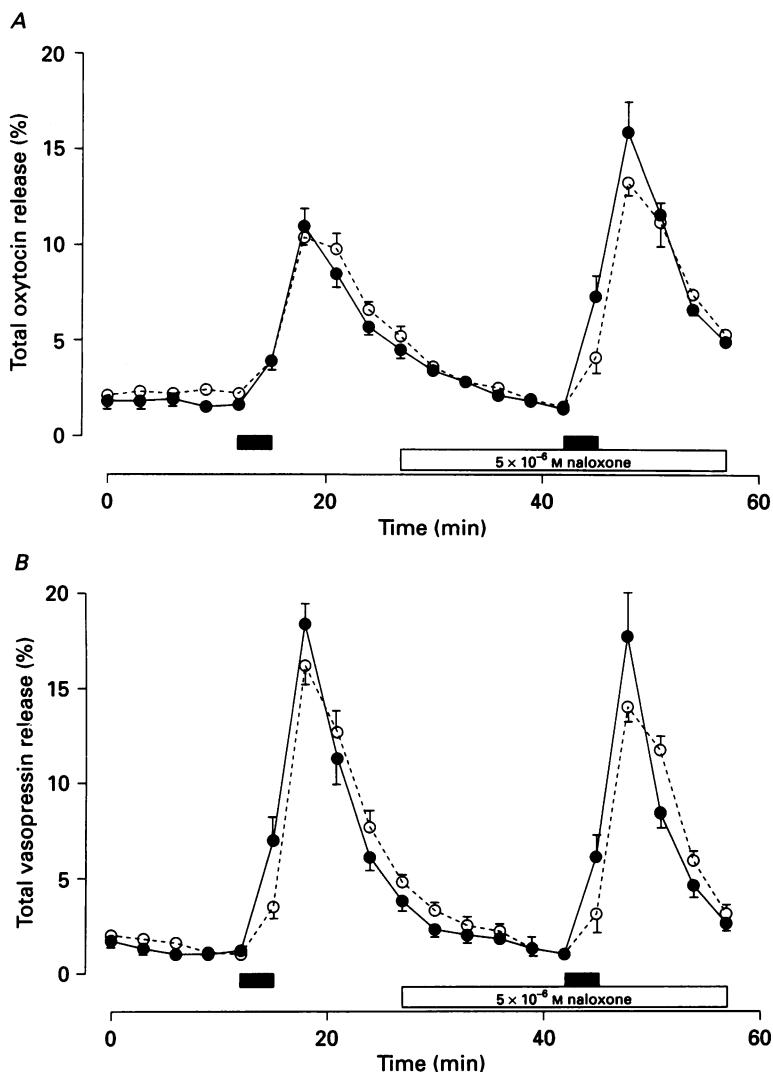 A
Total oxytocin release (%)
20
15
10
5
0
5 × 10⁻⁶ M naloxone
0 20 40 60
Time (min)
B
Total vasopressin release (%)
20
15
10
5
0
5 × 10⁻⁶ M naloxone
0 20 40 60
Time (min)